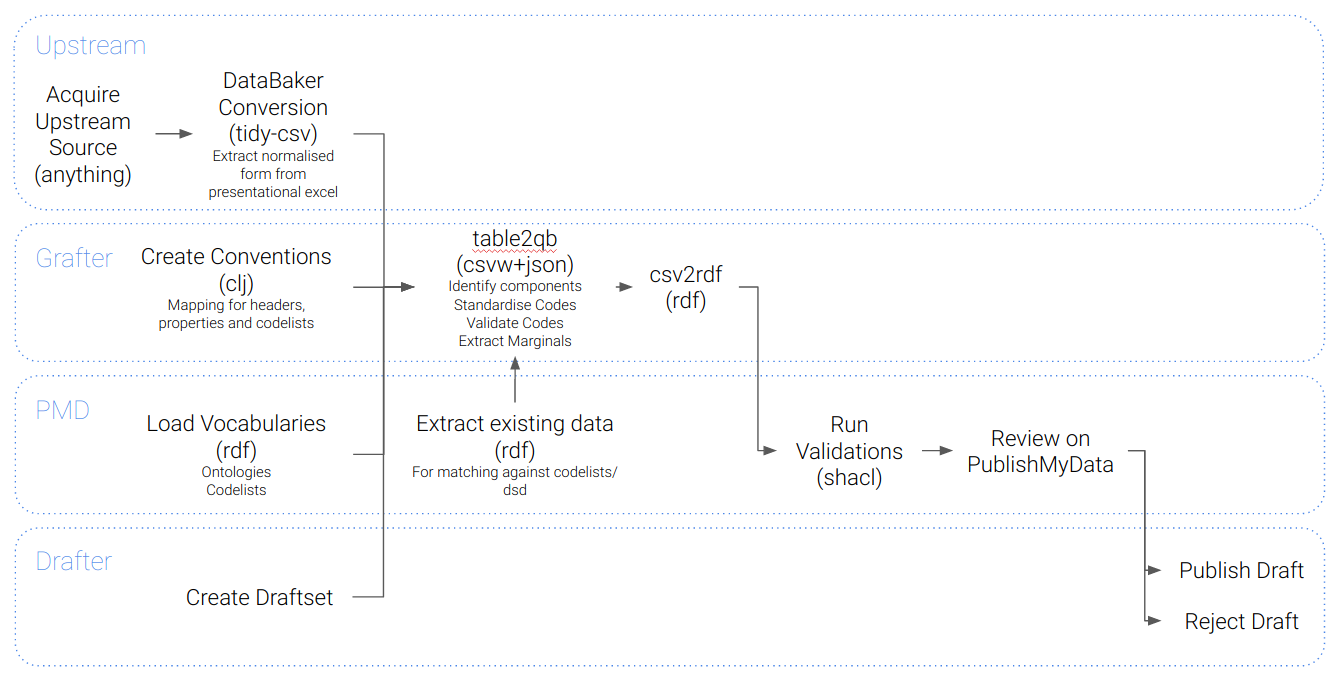 Upstream
Acquire
Upstream
Source
(anything)
DataBaker
Conversion
(tidy-csv)
Extract normalised
form from
presentational excel
Grafter
Create Conventions
(clj)
Mapping for headers,
properties and codelists
table2qb
(csvw+json)
Identify components
Standardise Codes
Validate Codes
Extract Marginals
csv2rdf
(rdf)
PMD
Load Vocabularies
(rdf)
Ontologies
Codelists
Extract existing data
(rdf)
For matching against codelists/
dsd
Run
Validations
(shacl)
Review on
PublishMyData
Drafter
Create Draftset
Publish Draft
Reject Draft